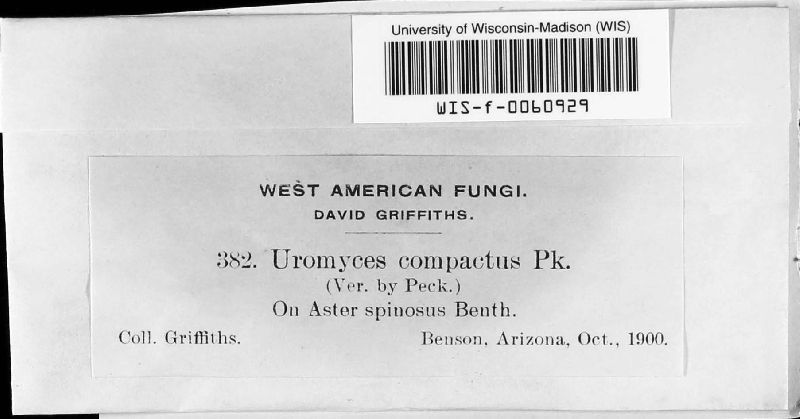 University of Wisconsin-Madison (WIS)
WIS-f-0060929
WEST AMERICAN FUNGI.
DAVID GRIFFITHS.
382. Uromyces compactus Pk.
(Ver. by Peck.)
On Aster spinosus Benth.
Coll. Griffiths. Benson, Arizona, Oct., 1900.